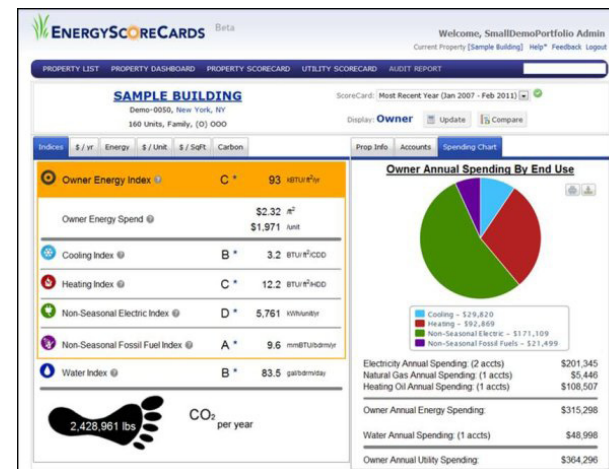 ENERGYSCORECARDS Beta
Welcome, SmallDemoPortfolio Admin
Current Property [Sample Building] Help* Feedback Logout
PROPERTY LIST PROPERTY DASHBOARD PROPERTY SCORECARD UTILITY SCORECARD AUDIT REPORT
SAMPLE BUILDING
Demo-0050, New York, NY
160 Units, Family, (O) OOO
ScoreCard: Most Recent Year (Jan 2007 - Feb 2011)
Display: Owner Update Compare
Indices $ / yr Energy $ / Unit $ / SqFt Carbon
Owner Energy Index C * 93 kBTU/ft²/yr
Owner Energy Spend $2.32 /ft²
$1,971 /unit
Cooling Index B * 3.2 BTU/ft²/CDD
Heating Index C * 12.2 BTU/ft²/HDD
Non-Seasonal Electric Index D * 5,761 kWh/unit/yr
Non-Seasonal Fossil Fuel Index A * 9.6 mmBTU/bdrm/yr
Water Index B * 83.5 gal/bdrm/day
2,428,961 lbs CO₂ per year
Prop Info Accounts Spending Chart
Owner Annual Spending By End Use
Cooling - $29,820
Heating - $92,869
Non-Seasonal Electric - $171,109
Non-Seasonal Fossil Fuels - $21,499
Electricity Annual Spending: (2 accts) $201,345
Natural Gas Annual Spending: (1 accts) $5,446
Heating Oil Annual Spending: (1 accts) $108,507
Owner Annual Energy Spending: $315,298
Water Annual Spending: (1 accts) $48,998
Owner Annual Utility Spending: $364,296